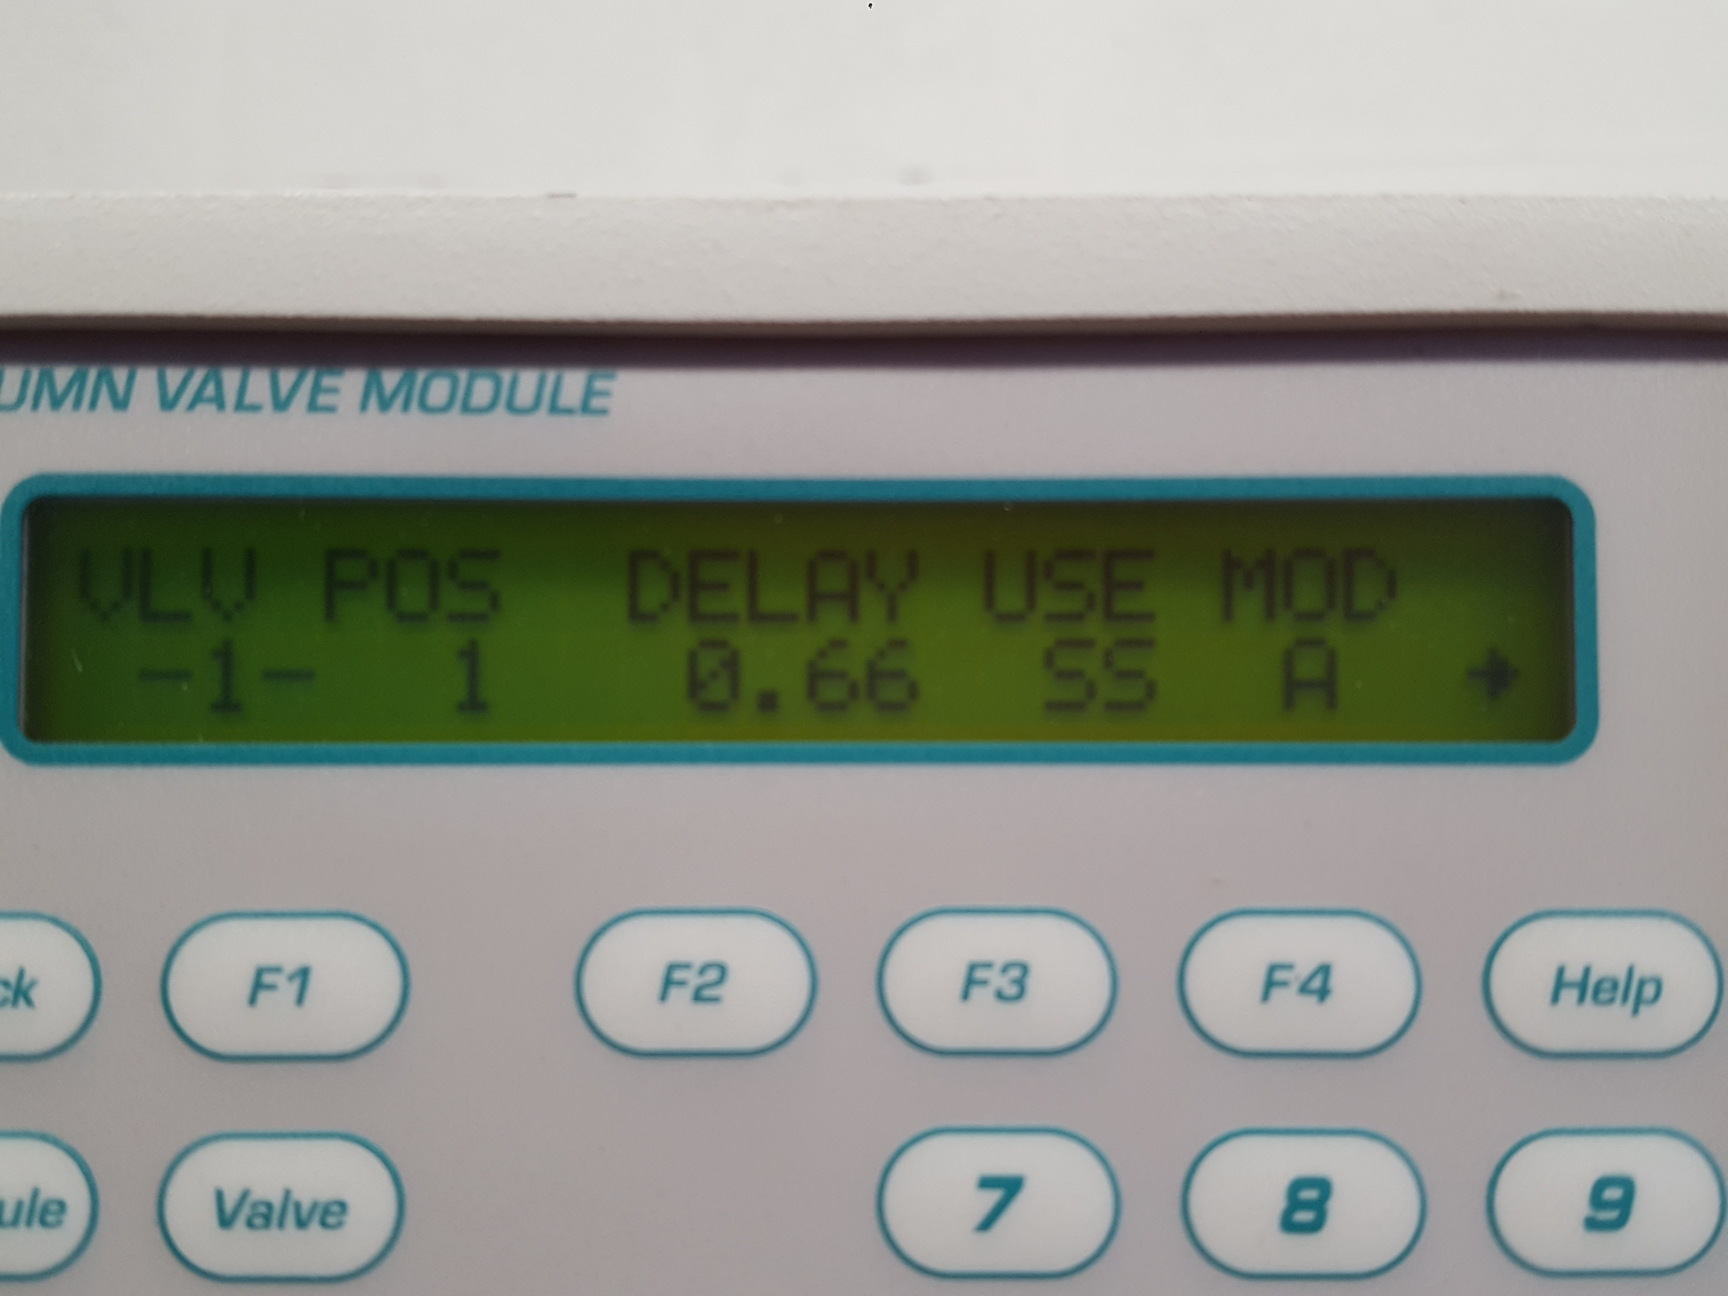 UMN VALVE MODULE
VLV POS DELAY USE MOD
-1- 1 0.66 SS A
ck F1 F2 F3 F4 Help
ule Valve 7 8 9